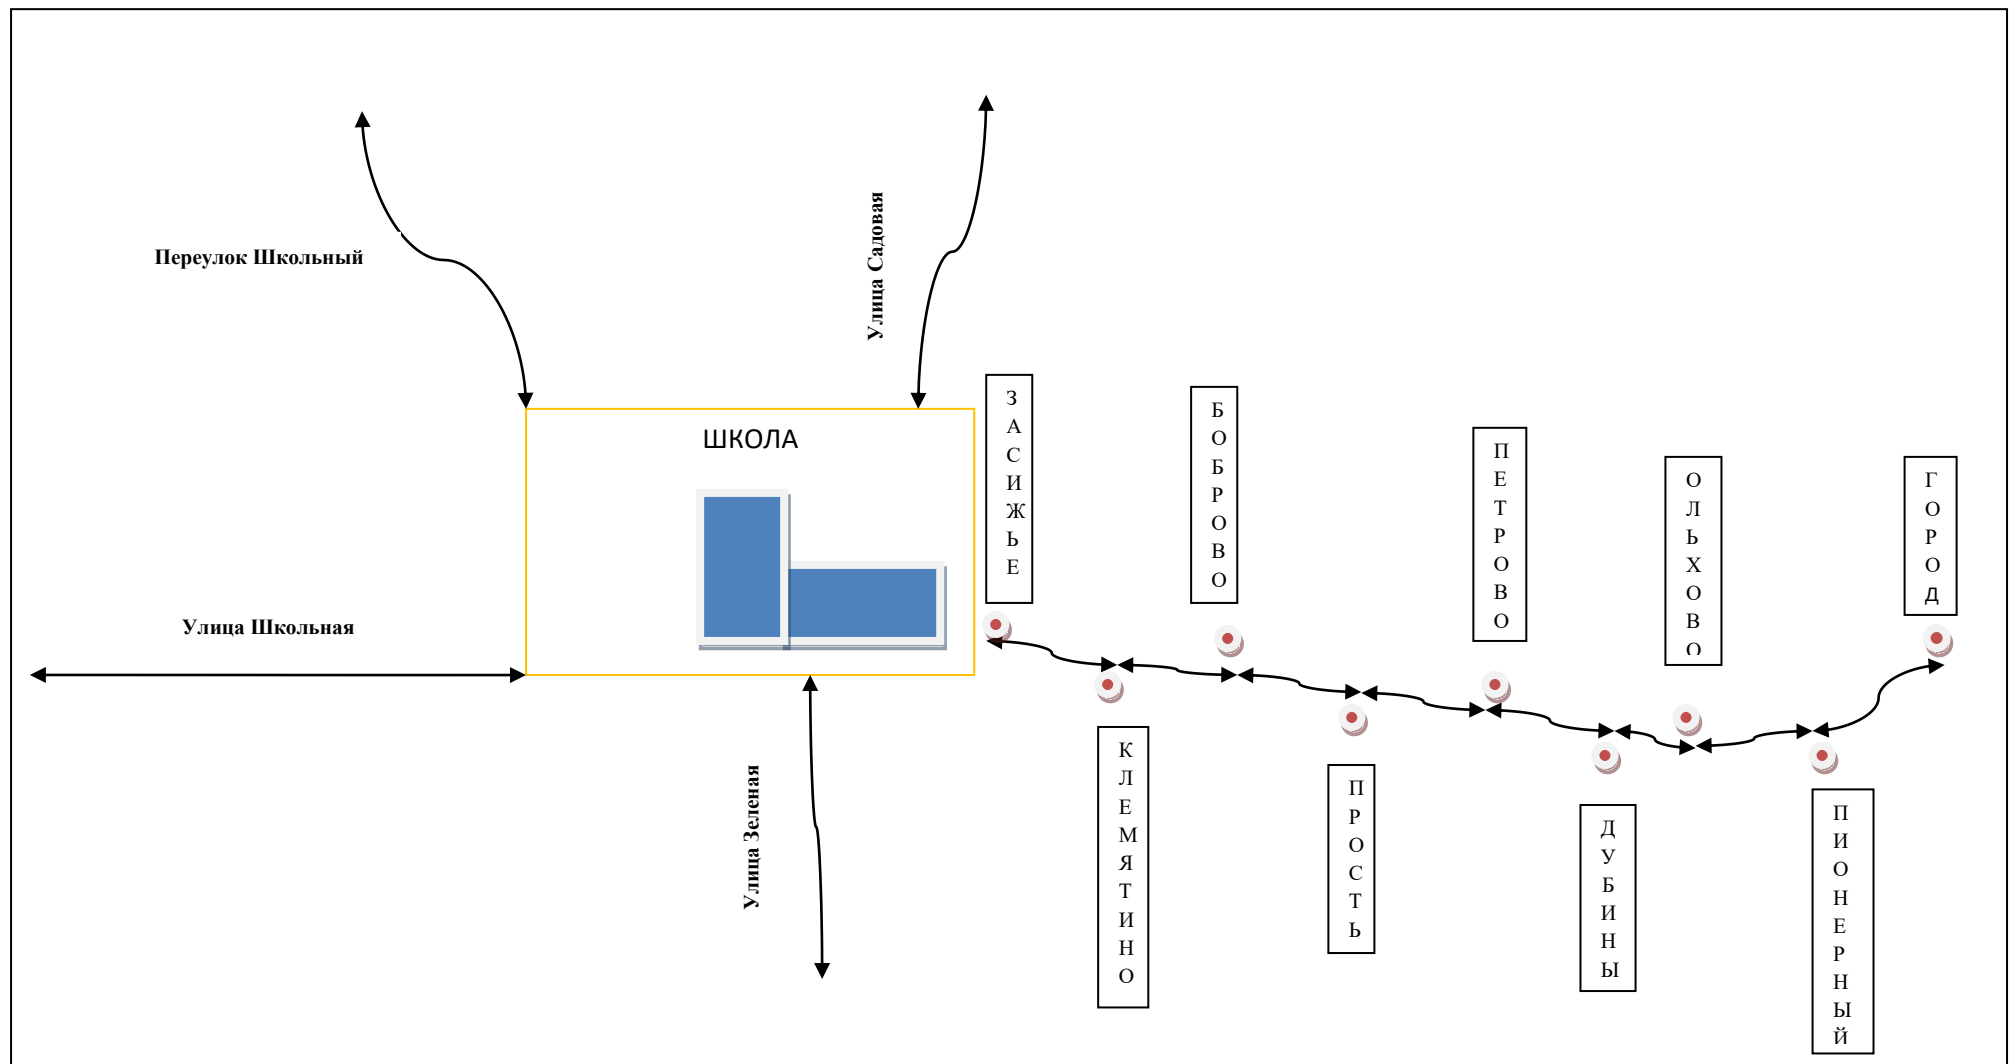 Переулок Школьный
Улица Садовая
ШКОЛА
Улица Школьная
Улица Зеленая
ЗАСИЖЬЕ
КЛЕМЯТИНО
БОБРОВО
ПРОСТЬ
ПЕТРОВО
ДУБИНЫ
ОЛЬХОВО
ПИОНЕРНЫЙ
ГОРОД